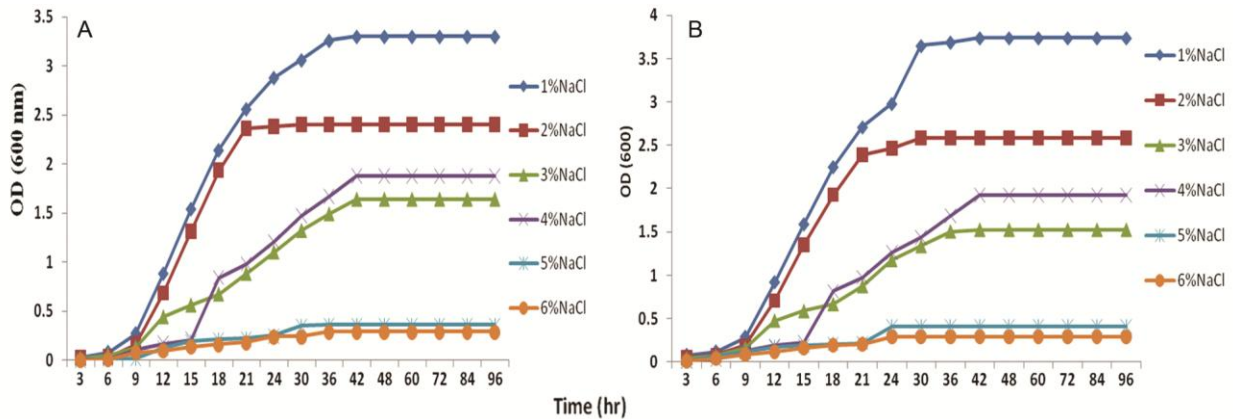 A
3.5
3
2.5
2
1.5
1
0.5
0
OD (600 nm)
3 6 9 12 15 18 21 24 30 36 42 48 60 72 84 96
1%NaCl
2%NaCl
3%NaCl
4%NaCl
5%NaCl
6%NaCl
B
4
3.5
3
2.5
2
1.5
1
0.5
0
OD (600)
3 6 9 12 15 18 21 24 30 36 42 48 60 72 84 96
1%NaCl
2%NaCl
3%NaCl
4%NaCl
5%NaCl
6%NaCl
Time (hr)